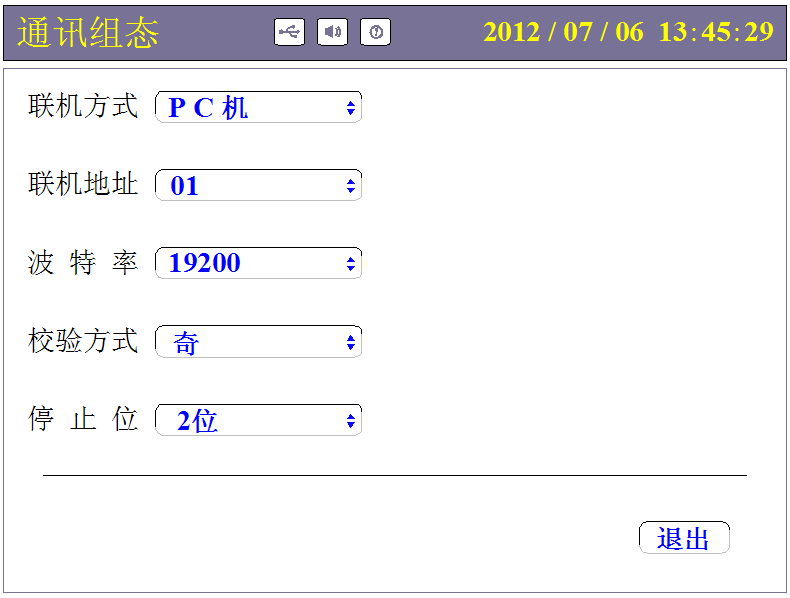 通讯组态 2012 / 07 / 06 13:45:29
联机方式 P C 机
联机地址 01
波 特 率 19200
校验方式 奇
停 止 位 2位
退出